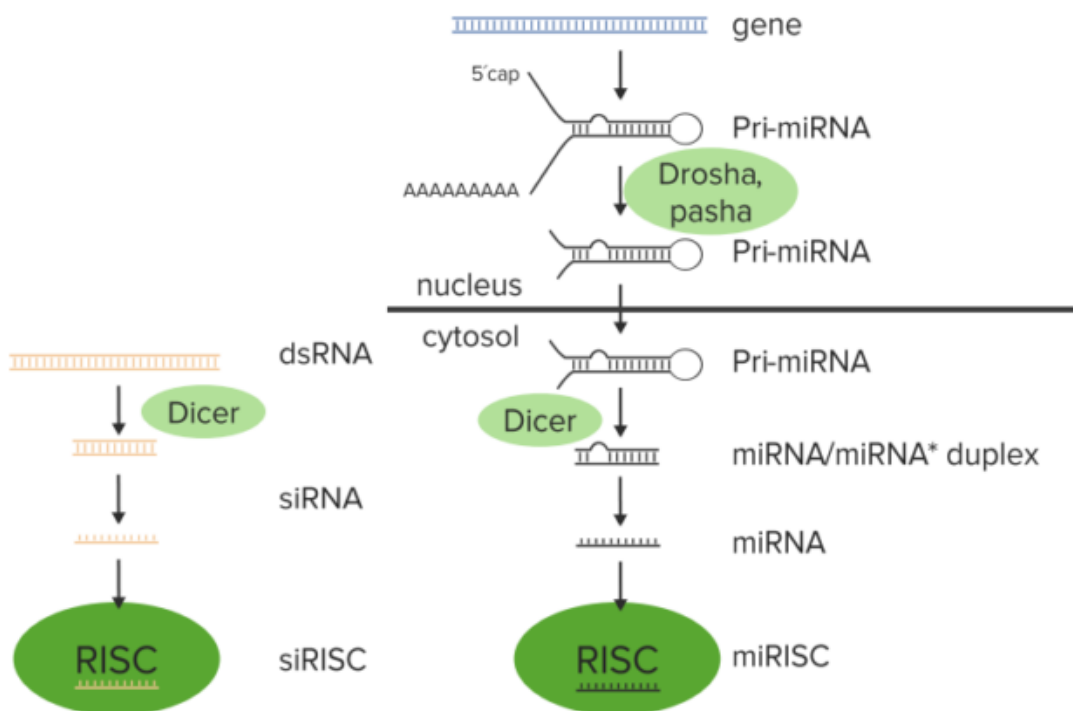 gene
5´cap
Pri-miRNA
AAAAAAAAA
Drosha,
pasha
Pri-miRNA
nucleus
cytosol
dsRNA
Pri-miRNA
Dicer
Dicer
miRNA/miRNA* duplex
siRNA
miRNA
RISC
siRISC
RISC
miRISC